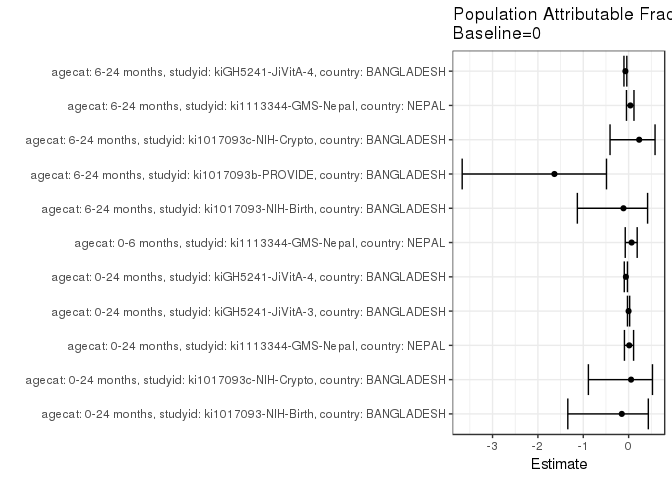 Population Attributable Frac
Baseline=0
agecat: 6-24 months, studyid: kiGH5241-JiVitA-4, country: BANGLADESH
agecat: 6-24 months, studyid: ki1113344-GMS-Nepal, country: NEPAL
agecat: 6-24 months, studyid: ki1017093c-NIH-Crypto, country: BANGLADESH
agecat: 6-24 months, studyid: ki1017093b-PROVIDE, country: BANGLADESH
agecat: 6-24 months, studyid: ki1017093-NIH-Birth, country: BANGLADESH
agecat: 0-6 months, studyid: ki1113344-GMS-Nepal, country: NEPAL
agecat: 0-24 months, studyid: kiGH5241-JiVitA-4, country: BANGLADESH
agecat: 0-24 months, studyid: kiGH5241-JiVitA-3, country: BANGLADESH
agecat: 0-24 months, studyid: ki1113344-GMS-Nepal, country: NEPAL
agecat: 0-24 months, studyid: ki1017093c-NIH-Crypto, country: BANGLADESH
agecat: 0-24 months, studyid: ki1017093-NIH-Birth, country: BANGLADESH
-3 -2 -1 0
Estimate